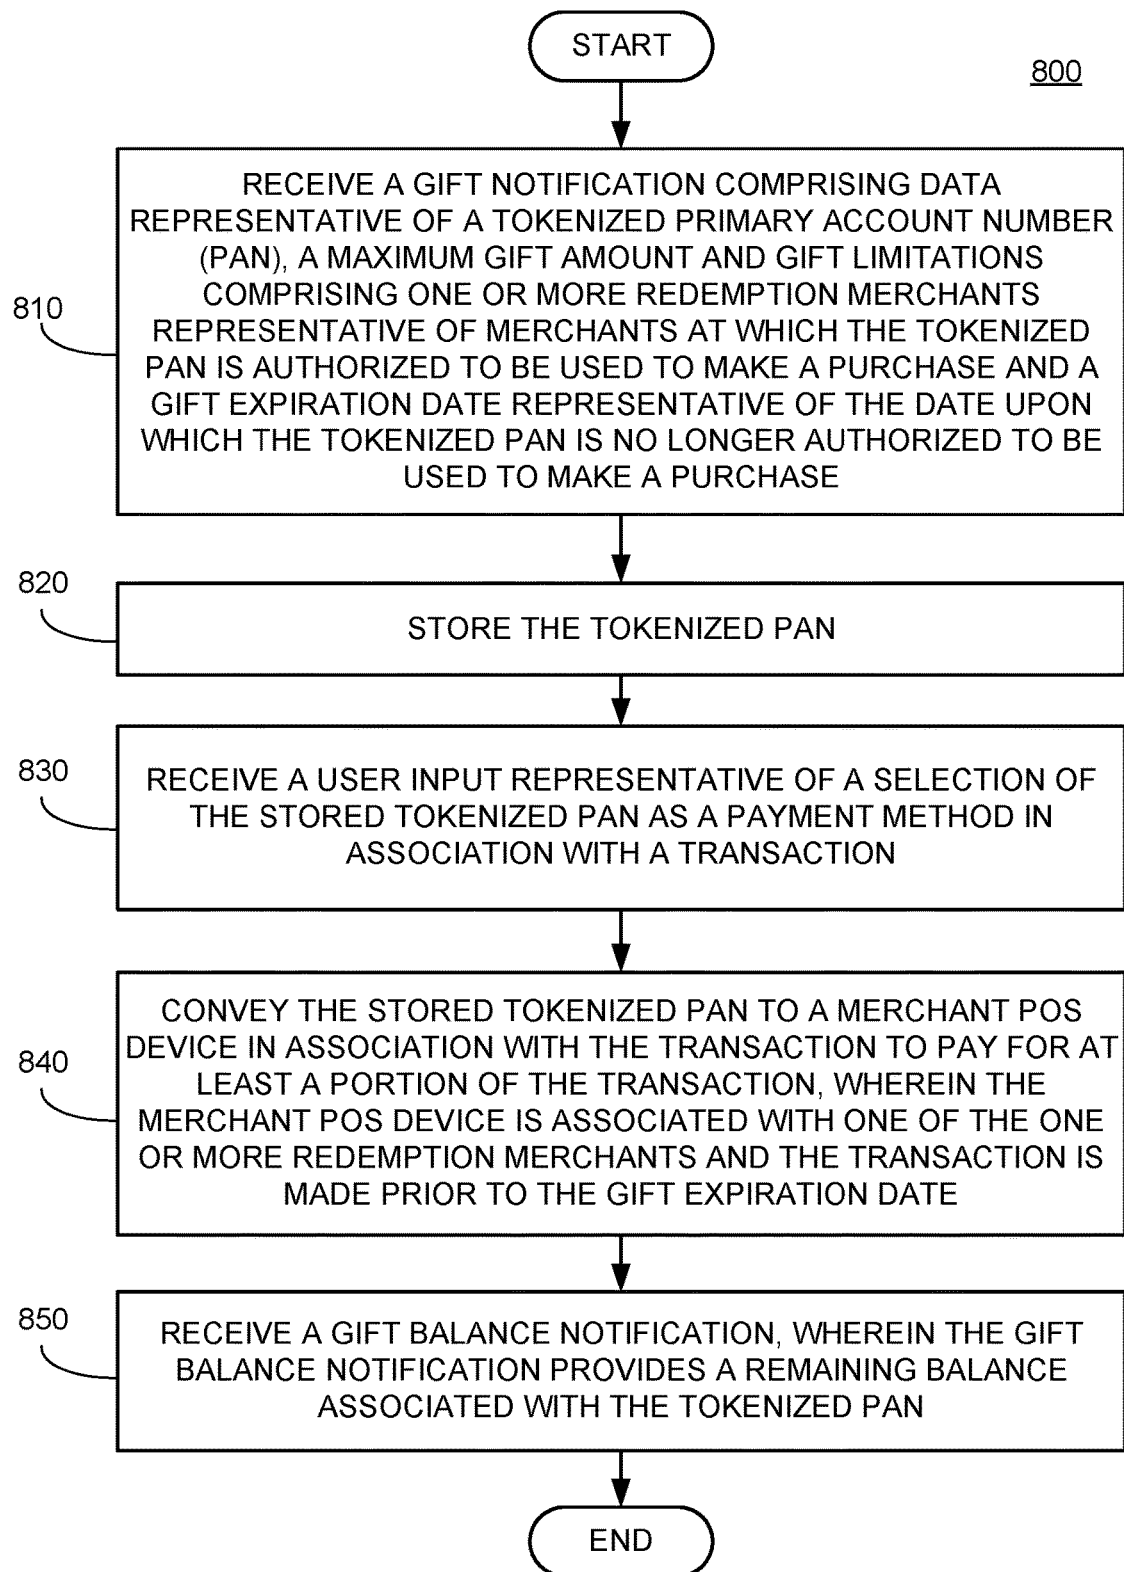 START
800
RECEIVE A GIFT NOTIFICATION COMPRISING DATA
REPRESENTATIVE OF A TOKENIZED PRIMARY ACCOUNT NUMBER
(PAN), A MAXIMUM GIFT AMOUNT AND GIFT LIMITATIONS
COMPRISING ONE OR MORE REDEMPTION MERCHANTS
REPRESENTATIVE OF MERCHANTS AT WHICH THE TOKENIZED
PAN IS AUTHORIZED TO BE USED TO MAKE A PURCHASE AND A
GIFT EXPIRATION DATE REPRESENTATIVE OF THE DATE UPON
WHICH THE TOKENIZED PAN IS NO LONGER AUTHORIZED TO BE
USED TO MAKE A PURCHASE
810
820
STORE THE TOKENIZED PAN
830
RECEIVE A USER INPUT REPRESENTATIVE OF A SELECTION OF
THE STORED TOKENIZED PAN AS A PAYMENT METHOD IN
ASSOCIATION WITH A TRANSACTION
840
CONVEY THE STORED TOKENIZED PAN TO A MERCHANT POS
DEVICE IN ASSOCIATION WITH THE TRANSACTION TO PAY FOR AT
LEAST A PORTION OF THE TRANSACTION, WHEREIN THE
MERCHANT POS DEVICE IS ASSOCIATED WITH ONE OF THE ONE
OR MORE REDEMPTION MERCHANTS AND THE TRANSACTION IS
MADE PRIOR TO THE GIFT EXPIRATION DATE
850
RECEIVE A GIFT BALANCE NOTIFICATION, WHEREIN THE GIFT
BALANCE NOTIFICATION PROVIDES A REMAINING BALANCE
ASSOCIATED WITH THE TOKENIZED PAN
END